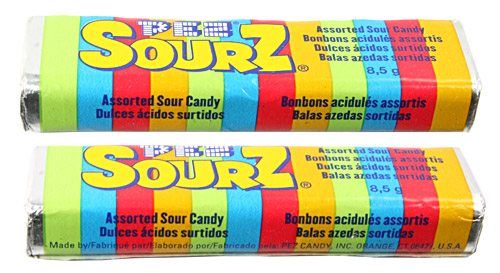 PEZ
SOURZ®
Assorted Sour Candy
Bonbons acidulés assortis
Dulces ácidos surtidos
Balas azedas sortidas
8,5 g
Assorted Sour Candy
Dulces ácidos surtidos
Bonbons acidulés assortis
Balas azedas sortidas
PEZ
SOURZ®
Assorted Sour Candy
Bonbons acidulés assortis
Dulces ácidos surtidos
Balas azedas sortidas
8,5 g
Assorted Sour Candy
Dulces ácidos surtidos
Bonbons acidulés assortis
Balas azedas sortidas
Made by/Fabriqué par/Elaborado por/Fabricado pela: PEZ CANDY, INC. ORANGE, CT 06477, U.S.A.